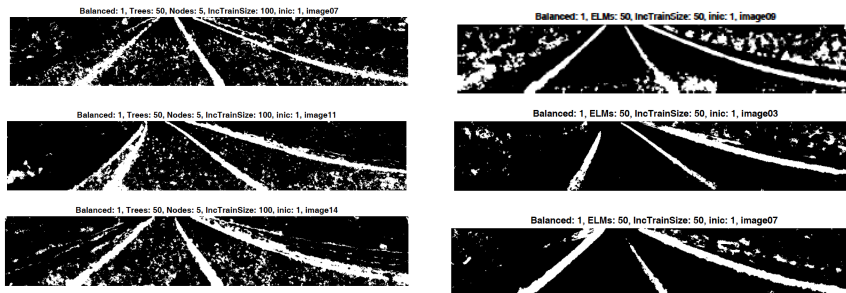 Balanced: 1, Trees: 50, Nodes: 5, IncTrainSize: 100, inic: 1, image07
Balanced: 1, Trees: 50, Nodes: 5, IncTrainSize: 100, inic: 1, image11
Balanced: 1, Trees: 50, Nodes: 5, IncTrainSize: 100, inic: 1, image14
Balanced: 1, ELMs: 50, IncTrainSize: 50, inic: 1, image09
Balanced: 1, ELMs: 50, IncTrainSize: 50, inic: 1, image03
Balanced: 1, ELMs: 50, IncTrainSize: 50, inic: 1, image07